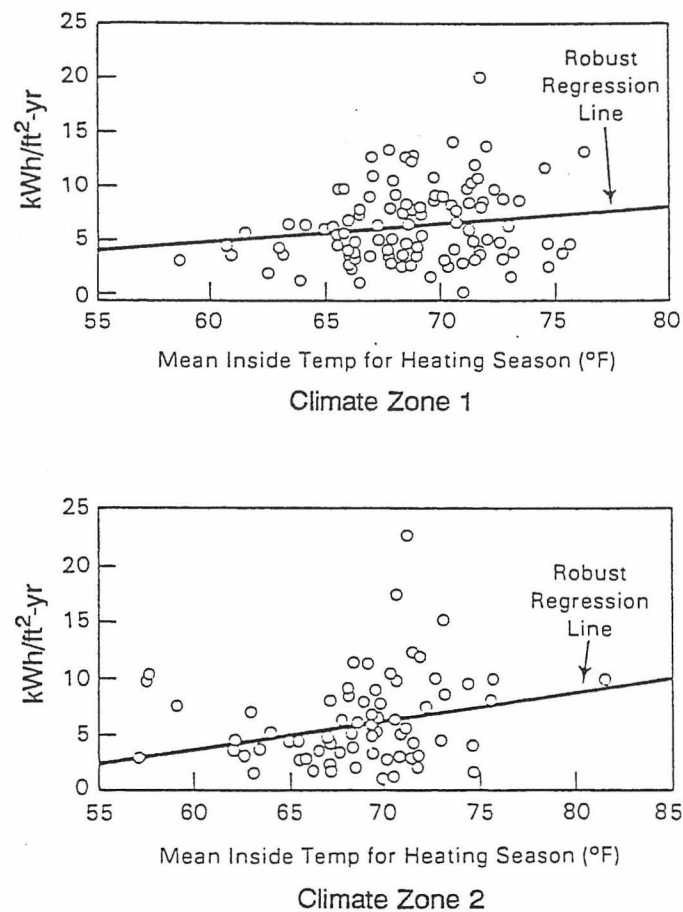 25
20
15
10
5
0
kWh/ft²-yr
Robust
Regression
Line
55 60 65 70 75 80
Mean Inside Temp for Heating Season (ºF)
Climate Zone 1
25
20
15
10
5
0
kWh/ft²-yr
Robust
Regression
Line
55 60 65 70 75 80 85
Mean Inside Temp for Heating Season (ºF)
Climate Zone 2